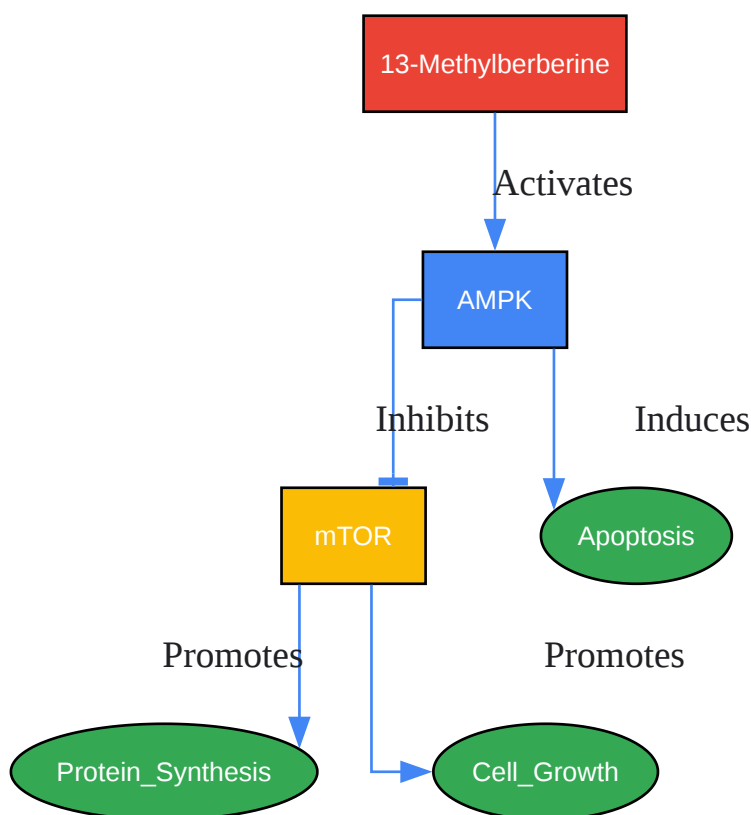 13-Methylberberine
Activates
AMPK
Inhibits
Induces
mTOR
Apoptosis
Promotes
Promotes
Protein_Synthesis
Cell_Growth